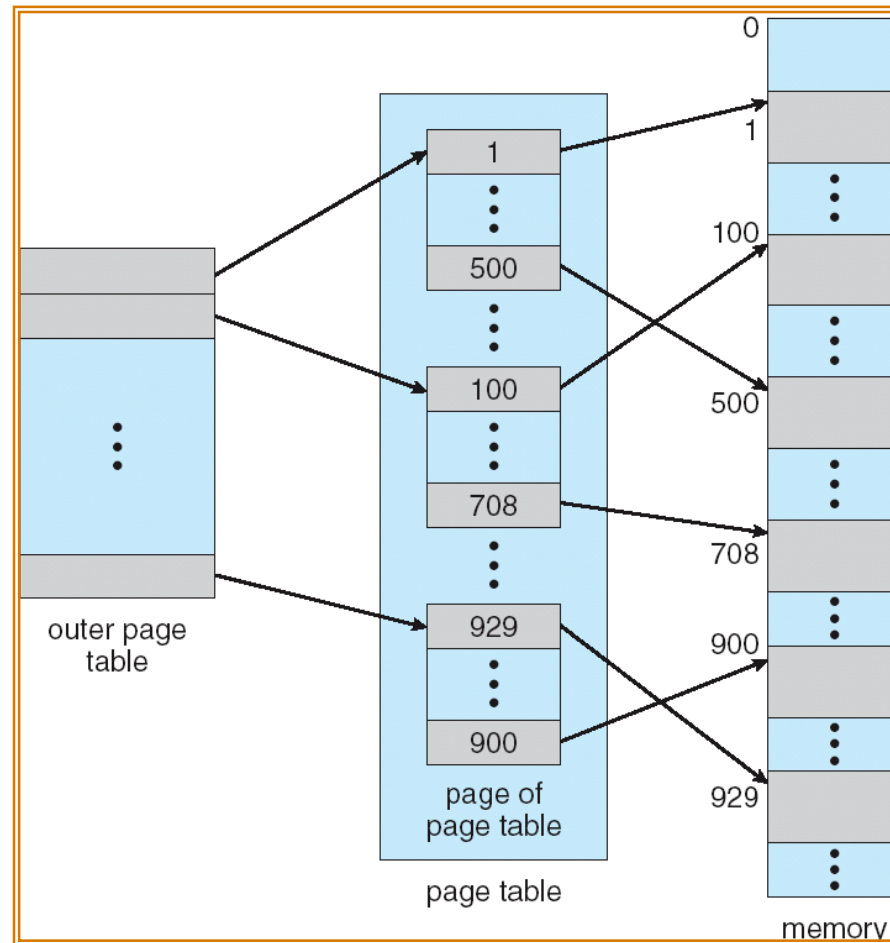 outer page
table
1
500
100
708
929
900
page of
page table
page table
0
1
100
500
708
900
929
memory